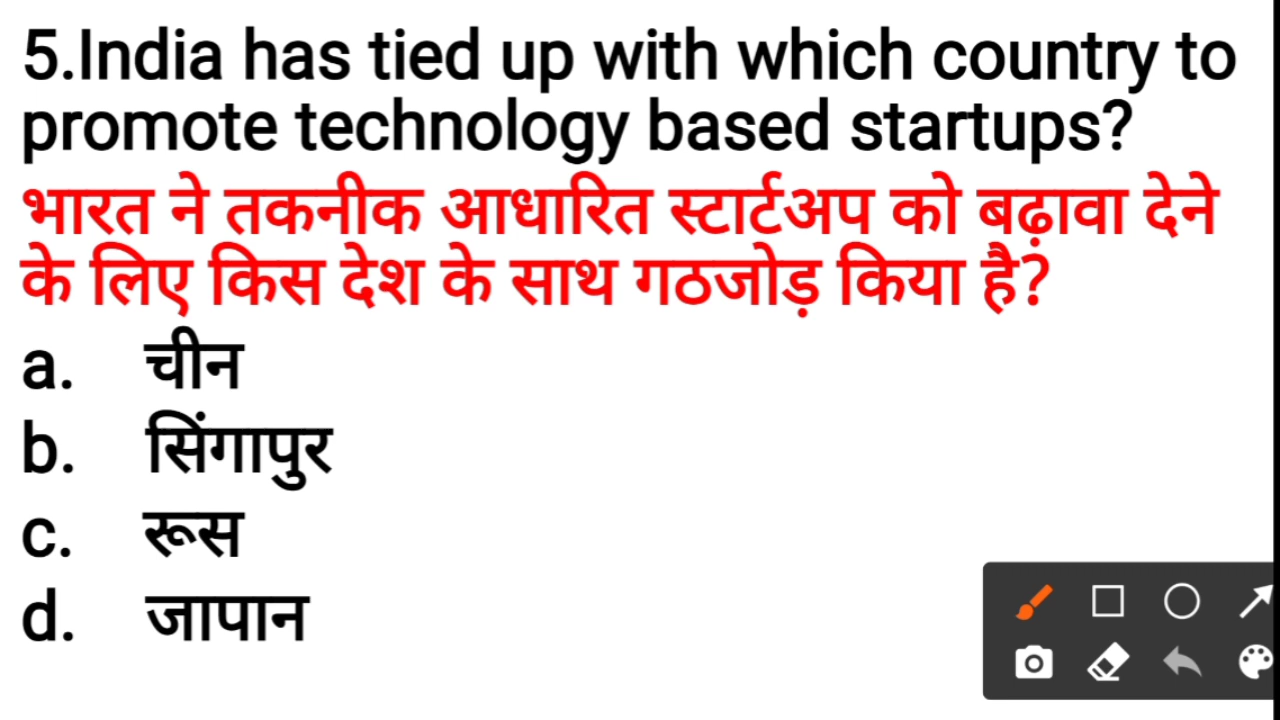 5.India has tied up with which country to
promote technology based startups?
भारत ने तकनीक आधारित स्टार्टअप को बढ़ावा देने
के लिए किस देश के साथ गठजोड़ किया है?
a. चीन
b. सिंगापुर
c. रूस
d. जापान